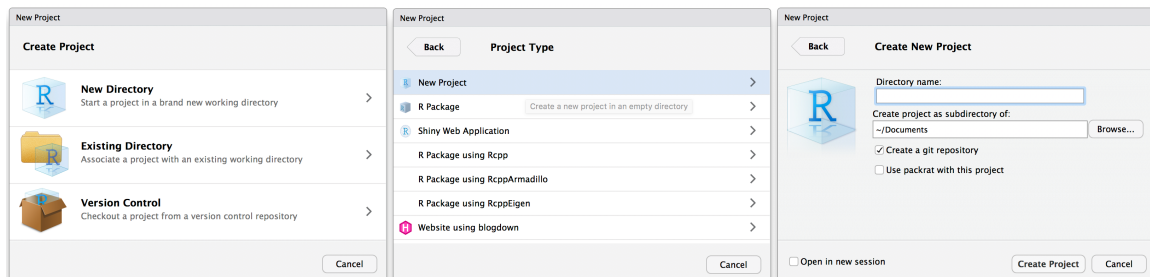 New Project
Create Project
New Directory
Start a project in a brand new working directory
Existing Directory
Associate a project with an existing working directory
Version Control
Checkout a project from a version control repository
Cancel
New Project
Back
Project Type
New Project
R Package
Create a new project in an empty directory
Shiny Web Application
R Package using Rcpp
R Package using RcppArmadillo
R Package using RcppEigen
Website using blogdown
Cancel
New Project
Back
Create New Project
Directory name:
Create project as subdirectory of:
~/Documents
Browse...
Create a git repository
Use packrat with this project
Open in new session
Create Project
Cancel